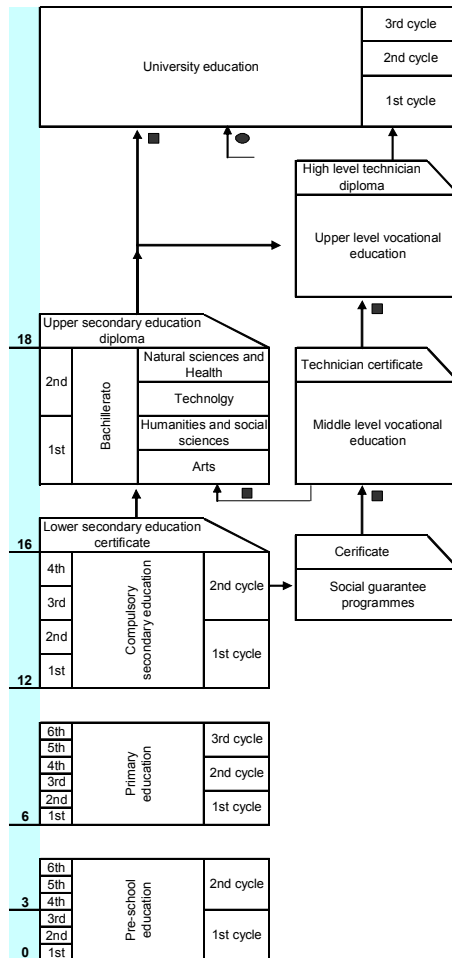 3rd cycle
University education
2nd cycle
1st cycle
High level technician
diploma
Upper level vocational
education
18
Upper secondary education
diploma
2nd
1st
Bachillerato
Natural sciences and
Health
Technolgy
Humanities and social
sciences
Arts
Technician certificate
Middle level vocational
education
16
Lower secondary education
certificate
4th
3rd
2nd
1st
Compulsory
secondary education
2nd cycle
1st cycle
Cerificate
Social guarantee
programmes
12
6th
5th
4th
3rd
2nd
1st
Primary
education
3rd cycle
2nd cycle
1st cycle
6
6th
5th
4th
3rd
2nd
1st
Pre-school
education
2nd cycle
1st cycle
3
0